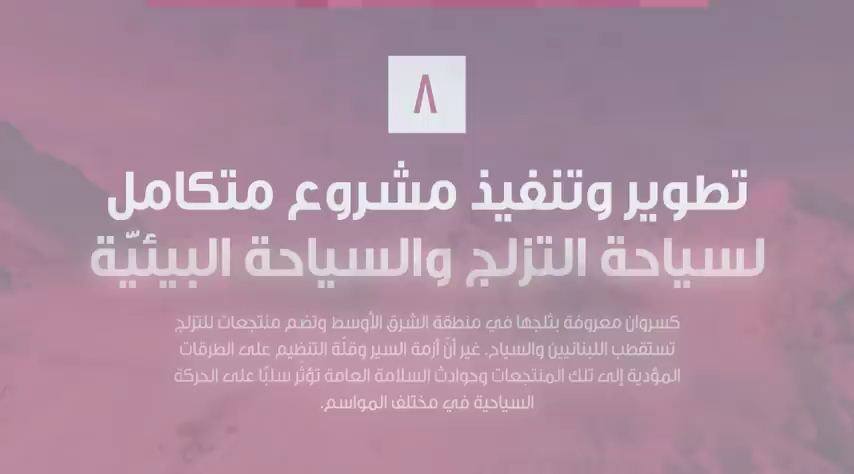 ٨
تطوير وتنفيذ مشروع متكامل
لسياحة التزلج والسياحة البيئيّة
كسروان معروفة بثلجها في منطقة الشرق الأوسط وتضم منتجعات للتزلج
تستقطب اللبنانيين والسياح. غير أنّ أزمة السير وقلّة التنظيم على الطرقات
المؤدية إلى تلك المنتجعات وحوادث السلامة العامة تؤثّر سلبًا على الحركة
السياحية في مختلف المواسم.